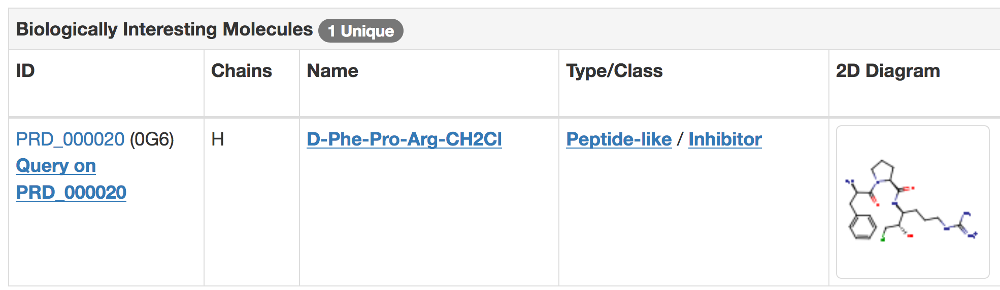 Biologically Interesting Molecules 1 Unique
ID Chains Name Type/Class 2D Diagram
PRD_000020 (0G6) H D-Phe-Pro-Arg-CH2Cl Peptide-like / Inhibitor
Query on
PRD_000020